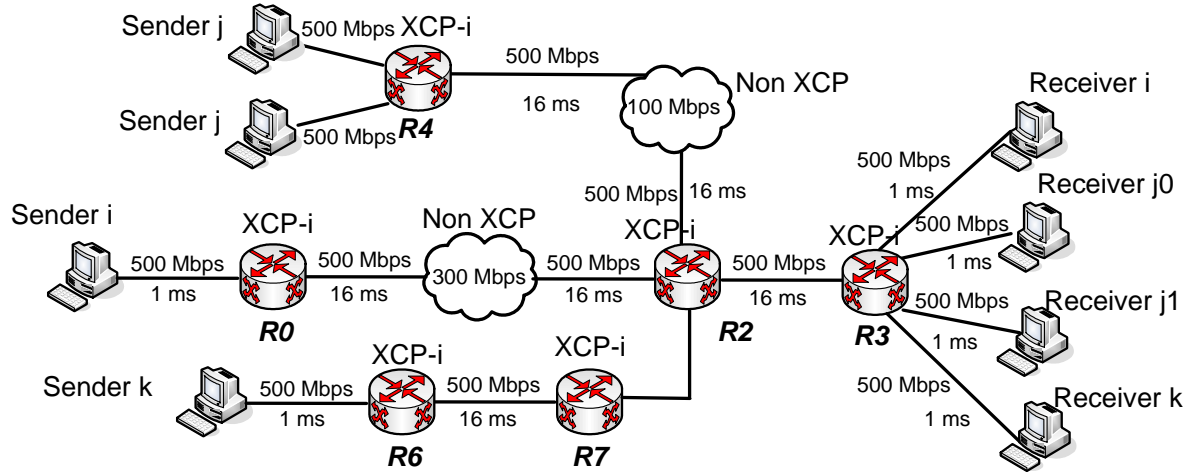 Sender j
500 Mbps
XCP-i
500 Mbps
16 ms
Non XCP
100 Mbps
Sender j
500 Mbps
R4
500 Mbps
16 ms
Receiver i
500 Mbps
1 ms
Receiver j0
500 Mbps
1 ms
Sender i
500 Mbps
1 ms
XCP-i
R0
500 Mbps
16 ms
Non XCP
300 Mbps
500 Mbps
16 ms
XCP-i
R2
500 Mbps
16 ms
XCP-i
R3
500 Mbps
1 ms
Receiver j1
500 Mbps
1 ms
Receiver k
Sender k
500 Mbps
1 ms
XCP-i
R6
500 Mbps
16 ms
XCP-i
R7